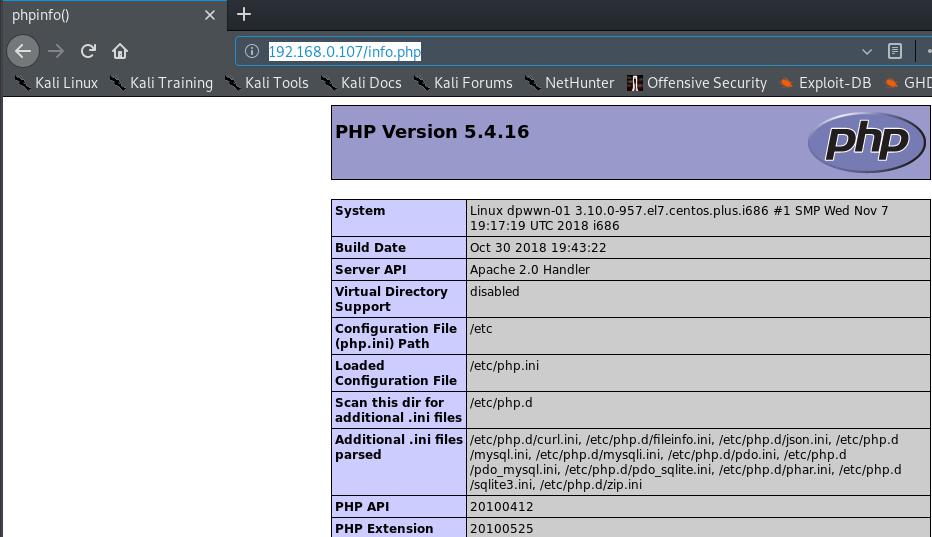 phpinfo()
192.168.0.107/info.php
Kali Linux Kali Training Kali Tools Kali Docs Kali Forums NetHunter Offensive Security Exploit-DB GHD
PHP Version 5.4.16
php
System Linux dpwwn-01 3.10.0-957.el7.centos.plus.i686 #1 SMP Wed Nov 7
19:17:19 UTC 2018 i686
Build Date Oct 30 2018 19:43:22
Server API Apache 2.0 Handler
Virtual Directory disabled
Support
Configuration File /etc
(php.ini) Path
Loaded /etc/php.ini
Configuration File
Scan this dir for /etc/php.d
additional .ini files
Additional .ini files /etc/php.d/curl.ini, /etc/php.d/fileinfo.ini, /etc/php.d/json.ini, /etc/php.d
parsed /mysql.ini, /etc/php.d/mysqli.ini, /etc/php.d/pdo.ini, /etc/php.d
/pdo_mysql.ini, /etc/php.d/pdo_sqlite.ini, /etc/php.d/phar.ini, /etc/php.d
/sqlite3.ini, /etc/php.d/zip.ini
PHP API 20100412
PHP Extension 20100525